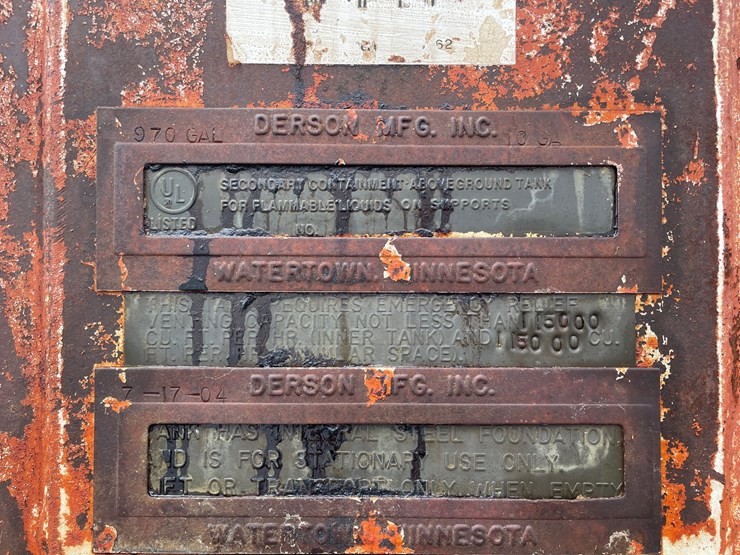 62
DERSON MFG. INC.
970 GAL 10 GA
UL
LISTED
SECONDARY CONTAINMENT ABOVEGROUND TANK
FOR FLAMMABLE LIQUIDS ON SUPPORTS
NO.
WATERTOWN, MINNESOTA
THIS REQUIRES EMERGENCY RELIEF
VENTING CAPACITY NOT LESS THAN 115000
CU. FT. PER HR. (INNER TANK) AND 115000 CU.
FT. PER HR. SPACE).
7-17-04 DERSON MFG. INC.
TANK HAS INTEGRAL STEEL FOUNDATION
AND IS FOR STATIONARY USE ONLY.
LIFT OR TRANSPORT ONLY WHEN EMPTY
WATERTOWN, MINNESOTA